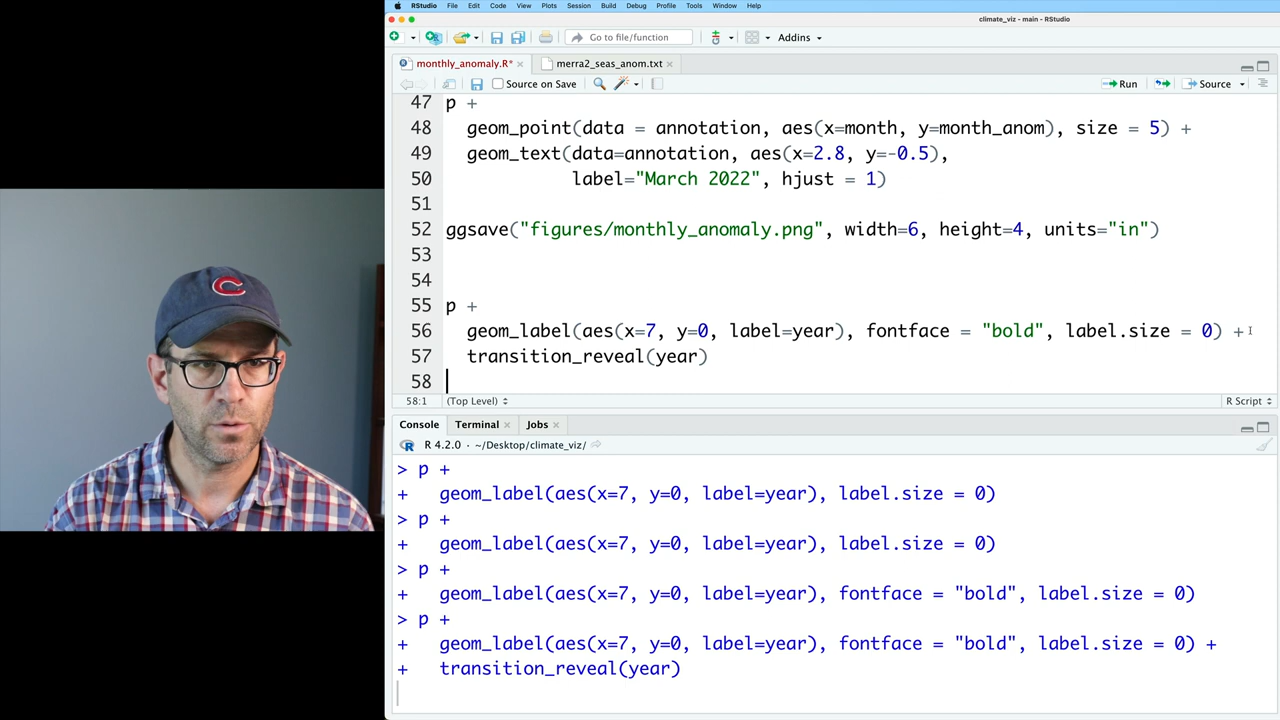 RStudio File Edit Code View Plots Session Build Debug Profile Tools Window Help
climate_viz - main - RStudio
Go to file/function Addins
monthly_anomaly.R* merra2_seas_anom.txt
Source on Save Run Source
47 p +
48 geom_point(data = annotation, aes(x=month, y=month_anom), size = 5) +
49 geom_text(data=annotation, aes(x=2.8, y=-0.5),
50 label="March 2022", hjust = 1)
51
52 ggsave("figures/monthly_anomaly.png", width=6, height=4, units="in")
53
54
55 p +
56 geom_label(aes(x=7, y=0, label=year), fontface = "bold", label.size = 0) +
57 transition_reveal(year)
58
58:1 (Top Level) R Script
Console Terminal Jobs
R 4.2.0 · ~/Desktop/climate_viz/
> p +
+ geom_label(aes(x=7, y=0, label=year), label.size = 0)
> p +
+ geom_label(aes(x=7, y=0, label=year), label.size = 0)
> p +
+ geom_label(aes(x=7, y=0, label=year), fontface = "bold", label.size = 0)
> p +
+ geom_label(aes(x=7, y=0, label=year), fontface = "bold", label.size = 0) +
+ transition_reveal(year)
C